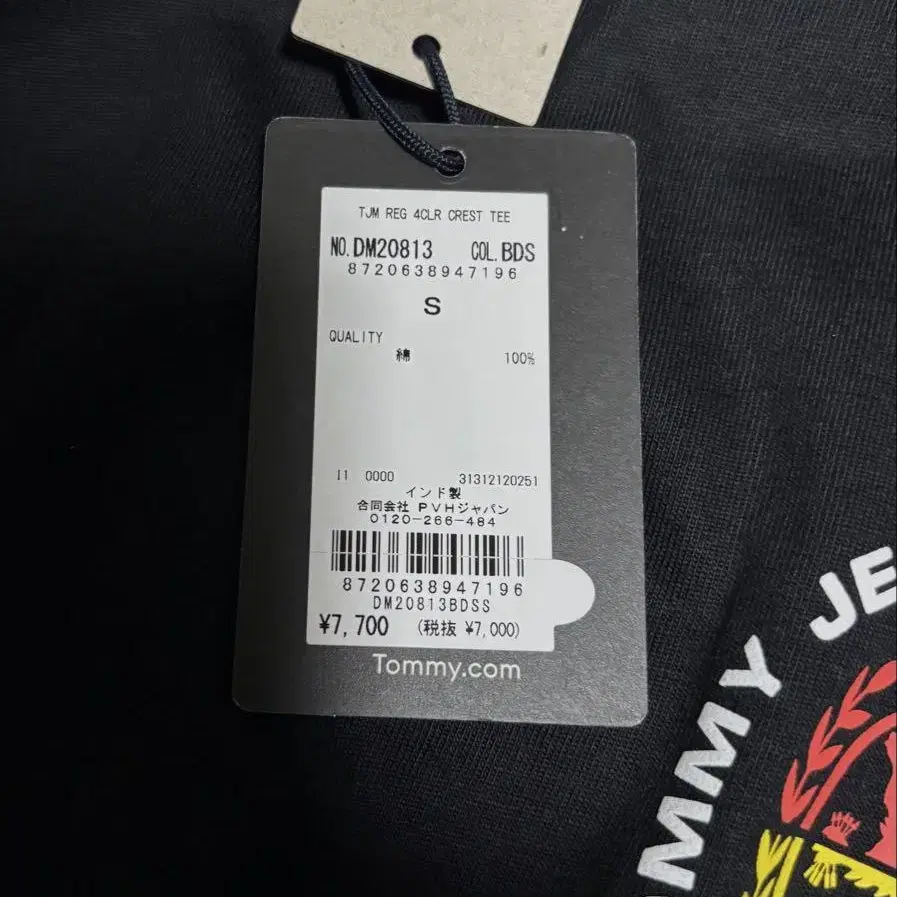 TJM REG 4CLR CREST TEE
NO. DM20813 COL. BDS
8720638947196
S
QUALITY
綿 100%
11 0000 31312120251
インド製
合同会社 PVHジャパン
0120-266-484
8720638947196
DM20813BDSS
¥7,700 (税抜 ¥7,000)
Tommy.com
MMY JE